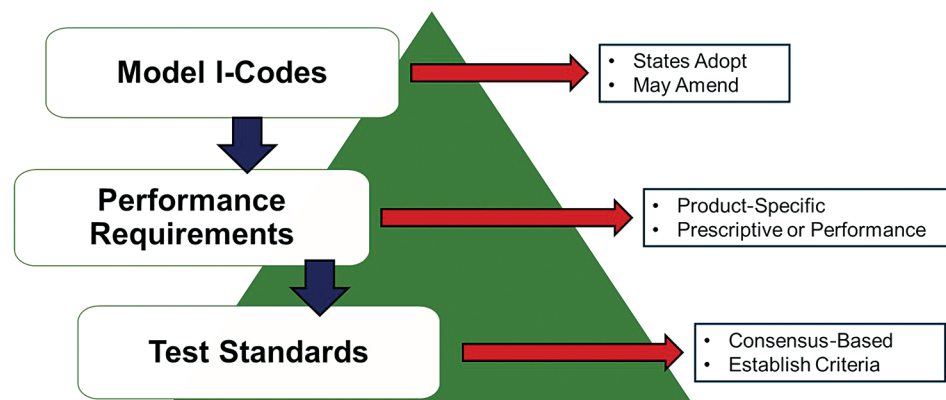 Model I-Codes
• States Adopt
• May Amend
Performance
Requirements
• Product-Specific
• Prescriptive or Performance
Test Standards
• Consensus-Based
• Establish Criteria